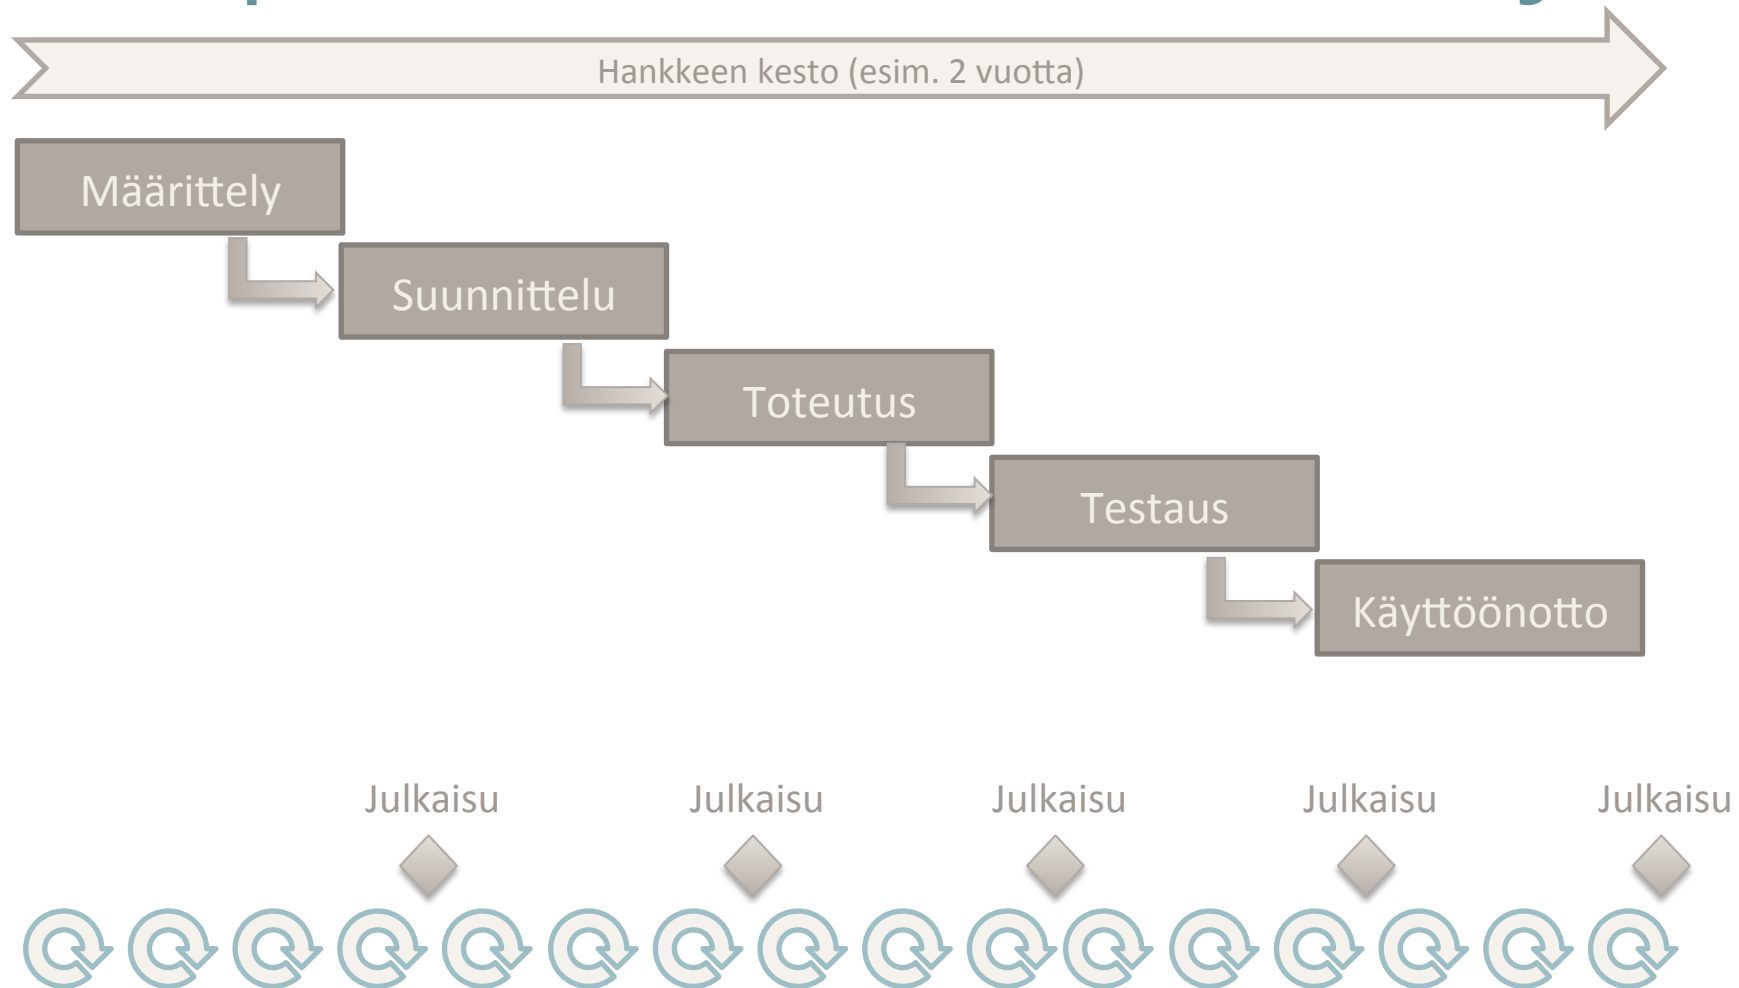 Hankkeen kesto (esim. 2 vuotta)
Määrittely
Suunnittelu
Toteutus
Testaus
Käyttöönotto
Julkaisu Julkaisu Julkaisu Julkaisu Julkaisu